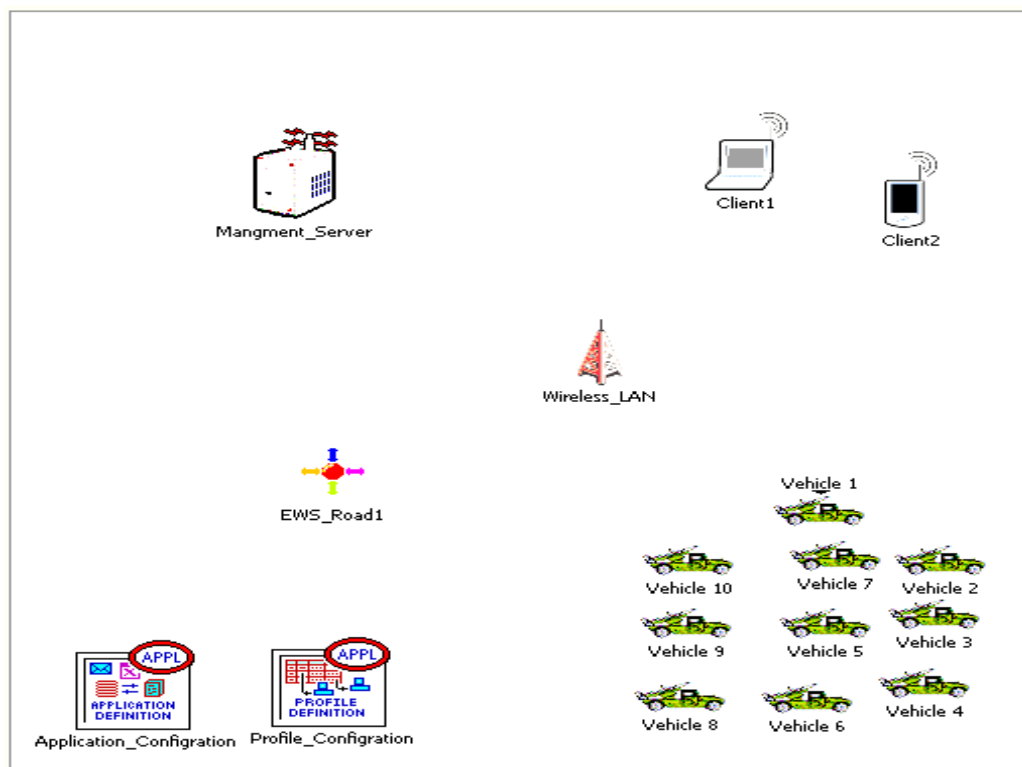 Client1
Mangment_Server
Client2
Wireless_LAN
Vehicle 1
EWS_Road1
Vehicle 10
Vehicle 7
Vehicle 2
Vehicle 9
Vehicle 5
Vehicle 3
APPL
APPLICATION
DEFINITION
Application_Configration
APPL
PROFILE
DEFINITION
Profile_Configration
Vehicle 8
Vehicle 6
Vehicle 4